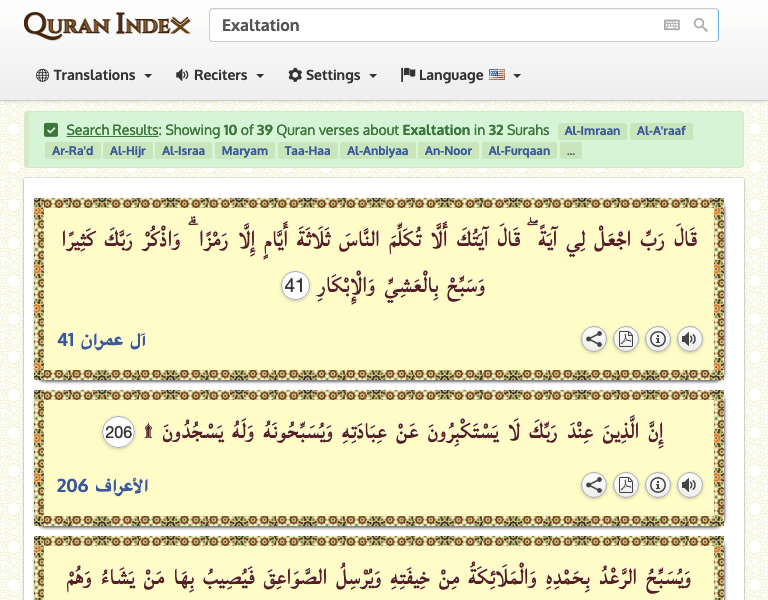 QURAN INDEX
Exaltation
Translations Reciters Settings Language
Search Results: Showing 10 of 39 Quran verses about Exaltation in 32 Surahs Al-Imraan Al-A'raaf
Ar-Ra'd Al-Hijr Al-Israa Maryam Taa-Haa Al-Anbiyaa An-Noor Al-Furqaan ...
قَالَ رَبِّ اجْعَلْ لِي آيَةً ۖ قَالَ آيَتُكَ أَلَّا تُكَلِّمَ النَّاسَ ثَلَاثَةَ أَيَّامٍ إِلَّا رَمْزًا ۗ وَاذْكُرْ رَبَّكَ كَثِيرًا
وَسَبِّحْ بِالْعَشِيِّ وَالْإِبْكَارِ 41
آل عمران 41
إِنَّ الَّذِينَ عِنْدَ رَبِّكَ لَا يَسْتَكْبِرُونَ عَنْ عِبَادَتِهِ وَيُسَبِّحُونَهُ وَلَهُ يَسْجُدُونَ ۩ 206
الأعراف 206
وَيُسَبِّحُ الرَّعْدُ بِحَمْدِهِ وَالْمَلَائِكَةُ مِنْ خِيفَتِهِ وَيُرْسِلُ الصَّوَاعِقَ فَيُصِيبُ بِهَا مَنْ يَشَاءُ وَهُمْ